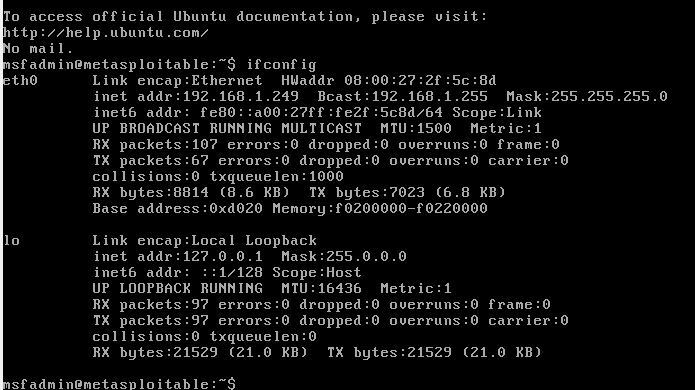 To access official Ubuntu documentation, please visit:
http://help.ubuntu.com/
No mail.
msfadmin@metasploitable:~$ ifconfig
eth0      Link encap:Ethernet  HWaddr 08:00:27:2f:5c:8d
          inet addr:192.168.1.249  Bcast:192.168.1.255  Mask:255.255.255.0
          inet6 addr: fe80::a00:27ff:fe2f:5c8d/64 Scope:Link
          UP BROADCAST RUNNING MULTICAST  MTU:1500  Metric:1
          RX packets:107 errors:0 dropped:0 overruns:0 frame:0
          TX packets:67 errors:0 dropped:0 overruns:0 carrier:0
          collisions:0 txqueuelen:1000
          RX bytes:8814 (8.6 KB)  TX bytes:7023 (6.8 KB)
          Base address:0xd020 Memory:f0200000-f0220000
lo        Link encap:Local Loopback
          inet addr:127.0.0.1  Mask:255.0.0.0
          inet6 addr: ::1/128 Scope:Host
          UP LOOPBACK RUNNING  MTU:16436  Metric:1
          RX packets:97 errors:0 dropped:0 overruns:0 frame:0
          TX packets:97 errors:0 dropped:0 overruns:0 carrier:0
          collisions:0 txqueuelen:0
          RX bytes:21529 (21.0 KB)  TX bytes:21529 (21.0 KB)
msfadmin@metasploitable:~$